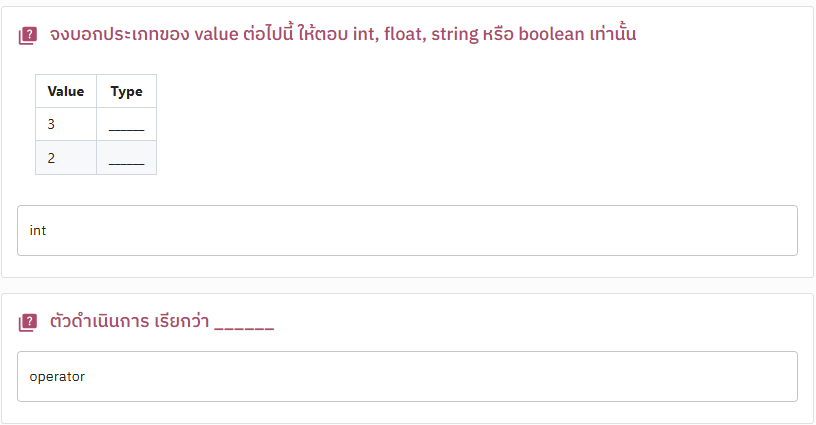 จงบอกประเภทของ value ต่อไปนี้ ให้ตอบ int, float, string หรือ boolean เท่านั้น
Value Type
3 ______
2 ______
int
ตัวดำเนินการ เรียกว่า ______
operator